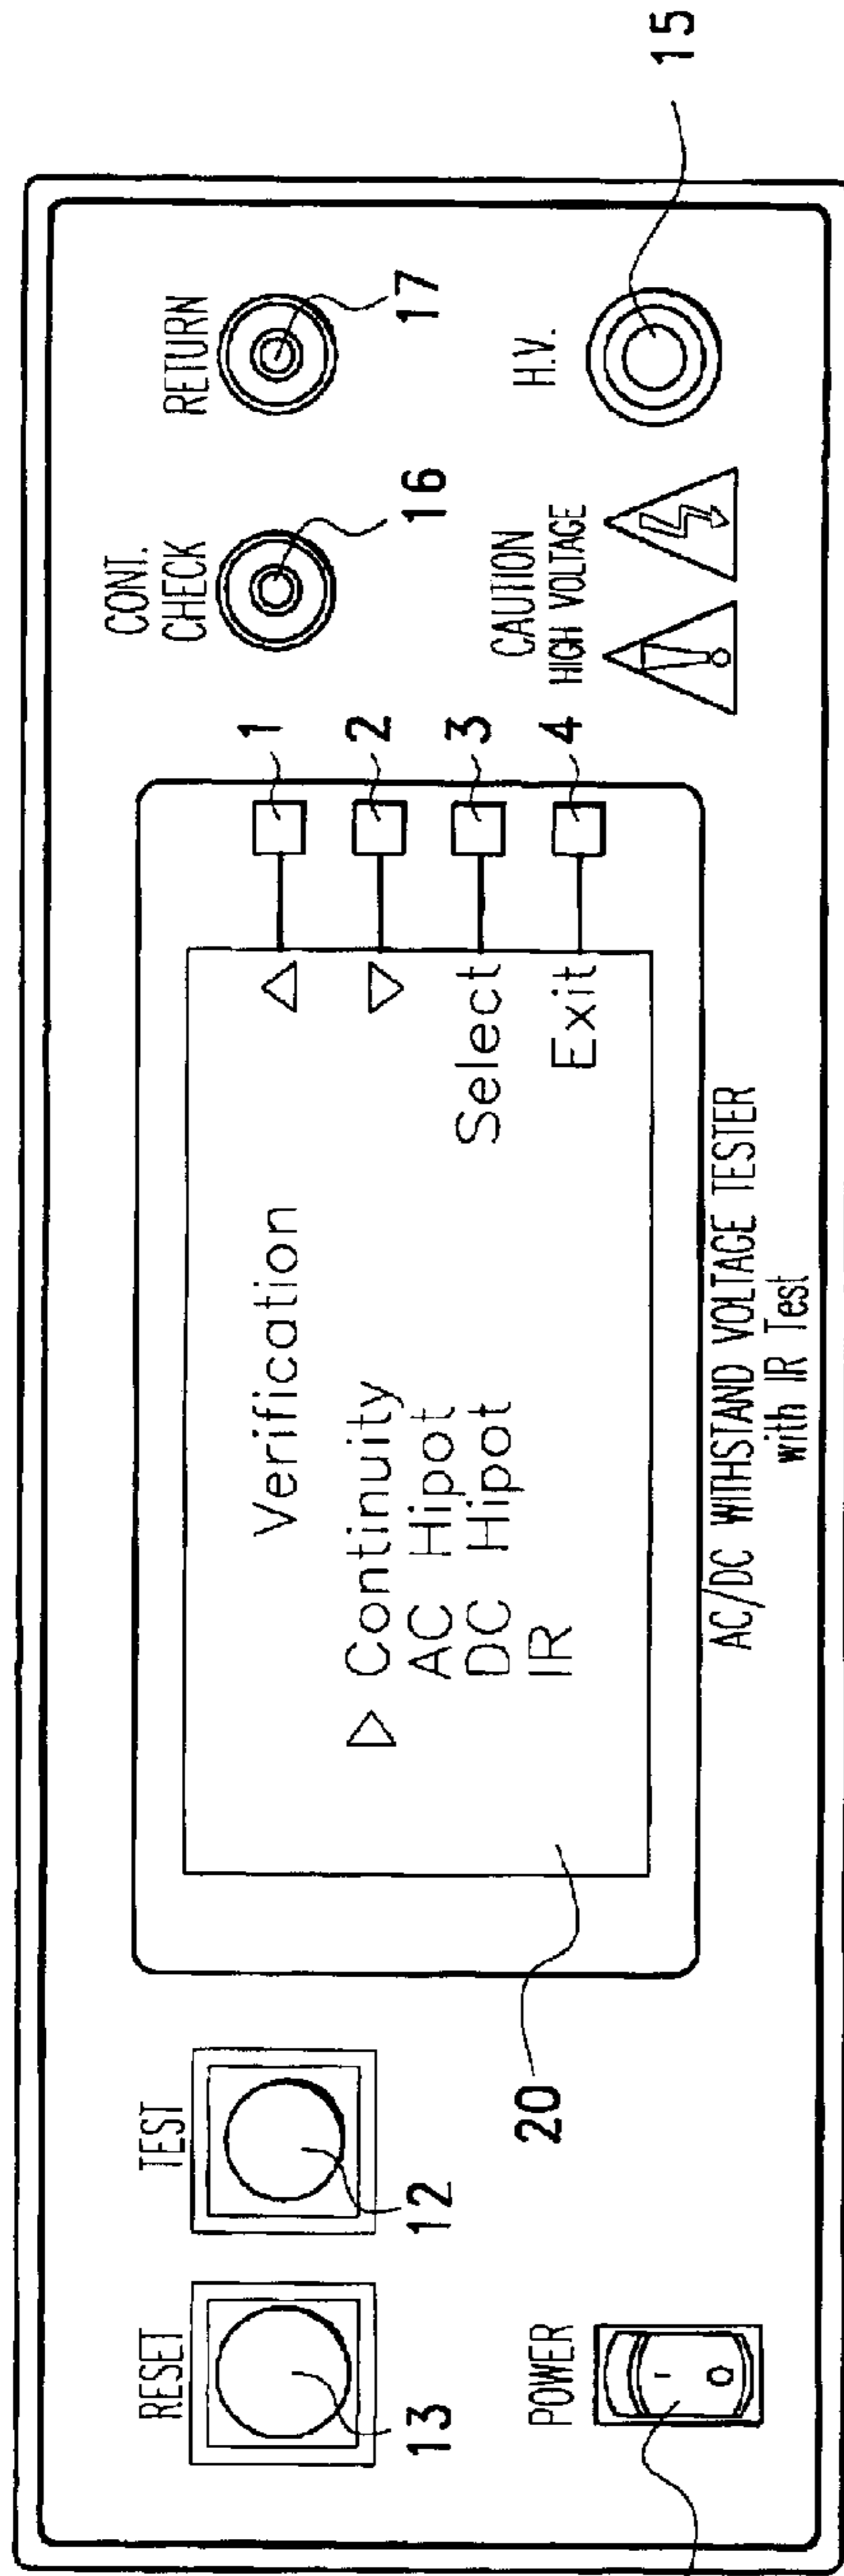 RESET
TEST
13
12
POWER
20
Verification
▷ Continuity
AC Hipot
DC Hipot
IR
△
▽
Select
Exit
1
2
3
4
AC/DC WITHSTAND VOLTAGE TESTER
with IR Test
CONT.
CHECK
RETURN
16
17
CAUTION
HIGH VOLTAGE
H.V.
15